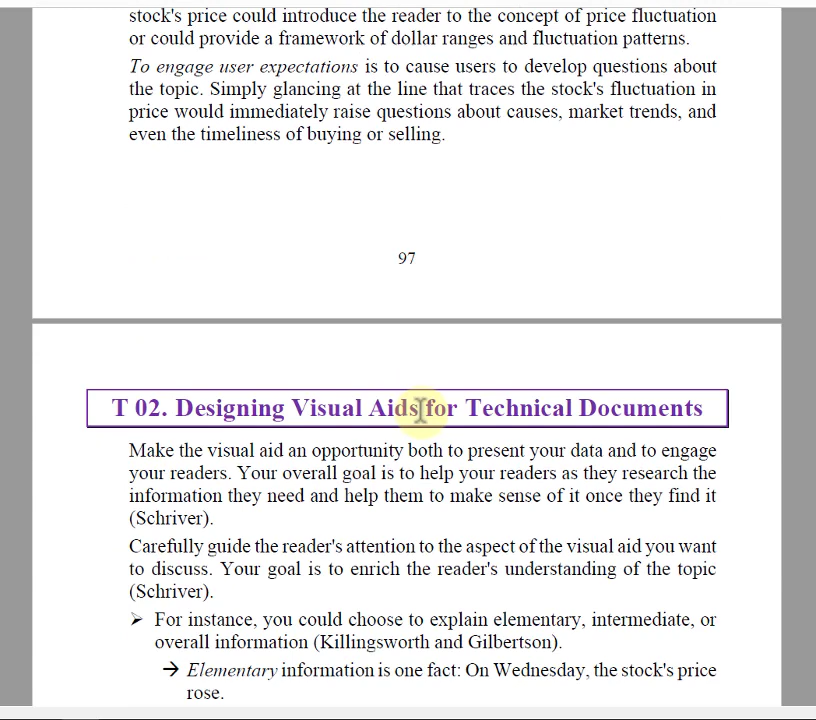 stock's price could introduce the reader to the concept of price fluctuation
or could provide a framework of dollar ranges and fluctuation patterns.
To engage user expectations is to cause users to develop questions about
the topic. Simply glancing at the line that traces the stock's fluctuation in
price would immediately raise questions about causes, market trends, and
even the timeliness of buying or selling.
97
T 02. Designing Visual Aids for Technical Documents
Make the visual aid an opportunity both to present your data and to engage
your readers. Your overall goal is to help your readers as they research the
information they need and help them to make sense of it once they find it
(Schriver).
Carefully guide the reader's attention to the aspect of the visual aid you want
to discuss. Your goal is to enrich the reader's understanding of the topic
(Schriver).
➢ For instance, you could choose to explain elementary, intermediate, or
overall information (Killingsworth and Gilbertson).
→ Elementary information is one fact: On Wednesday, the stock's price
rose.